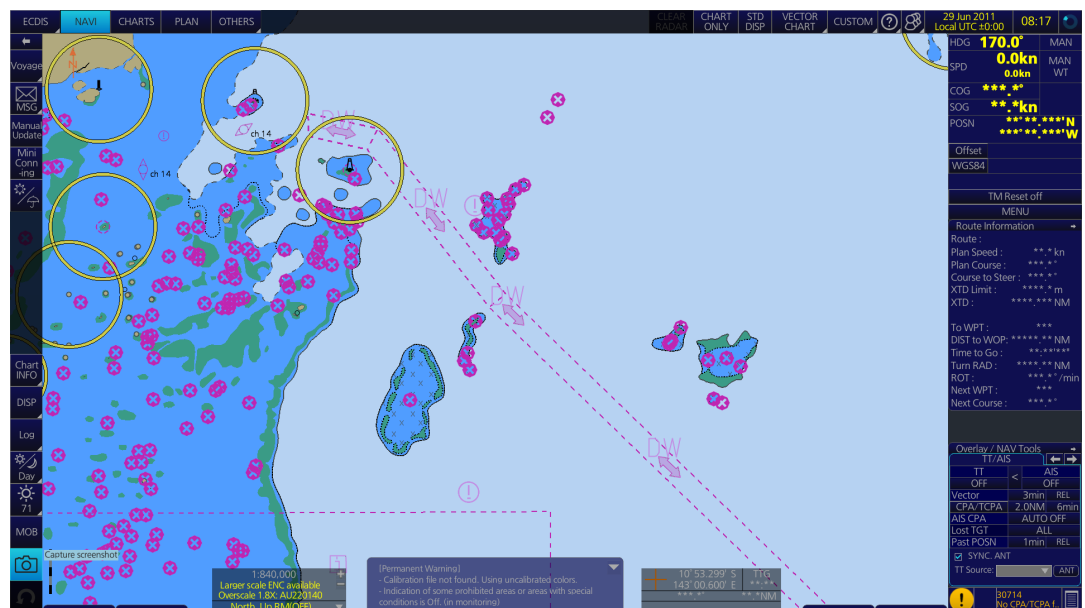 ECDIS NAVI CHARTS PLAN OTHERS
CLEAR RADAR
CHART ONLY
STD DISP
VECTOR CHART
CUSTOM
29 Jun 2011
Local UTC ±0:00
08:17
Voyage
MSG
Manual Update
Mini Conn -ing
Chart INFO
DISP
Log
Day
71
MOB
Capture screenshot
N
ch 14
ch 14
DW
DW
DW
DW
HDG 170.0° MAN
SPD 0.0kn MAN WT
0.0kn
COG ***.*°
SOG **.*kn
POSN **°**.***'N
***°**.***'W
Offset
WGS84
TM Reset off
MENU
Route Information
Route :
Plan Speed : **.* kn
Plan Course : ***.*°
Course to Steer : ***.*°
XTD Limit : ****.* m
XTD : ****.*** NM
To WPT : ***
DIST to WOP: *****.** NM
Time to Go : **:**'**"
Turn RAD : ****.** NM
ROT : ***.*° /min
Next WPT : ***
Next Course : ***.*°
Overlay / NAV Tools
TT/AIS
TT < AIS
OFF OFF
Vector 3min REL
CPA/TCPA 2.0NM 6min
AIS CPA AUTO OFF
Lost TGT ALL
Past POSN 1min REL
SYNC. ANT
TT Source: ANT
30714
No CPA/TCPA f..
1:840,000
Larger scale ENC available
Overscale 1.8X: AU220140
North Up RM(OFF)
[Permanent Warning]
- Calibration file not found. Using uncalibrated colors.
- Indication of some prohibited areas or areas with special
conditions is Off. (in monitoring)
10°53.299' S TTG
143°00.600' E **:**
***.*° **.*NM